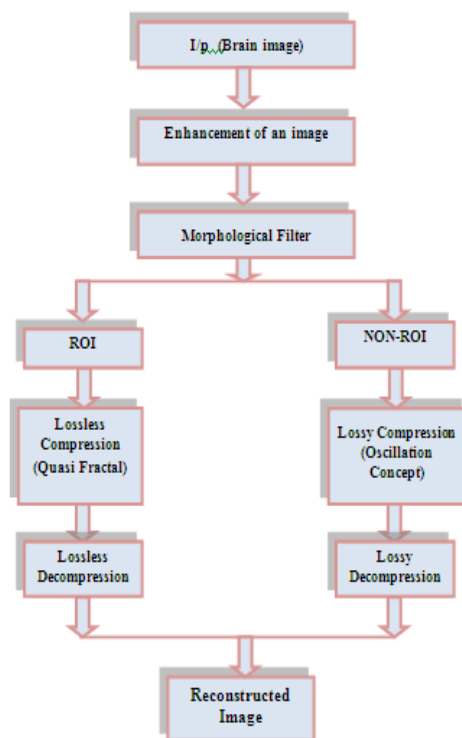 I/p (Brain image)
Enhancement of an image
Morphological Filter
ROI
NON-ROI
Lossless
Compression
(Quasi Fractal)
Lossy Compression
(Oscillation
Concept)
Lossless
Decompression
Lossy
Decompression
Reconstructed
Image